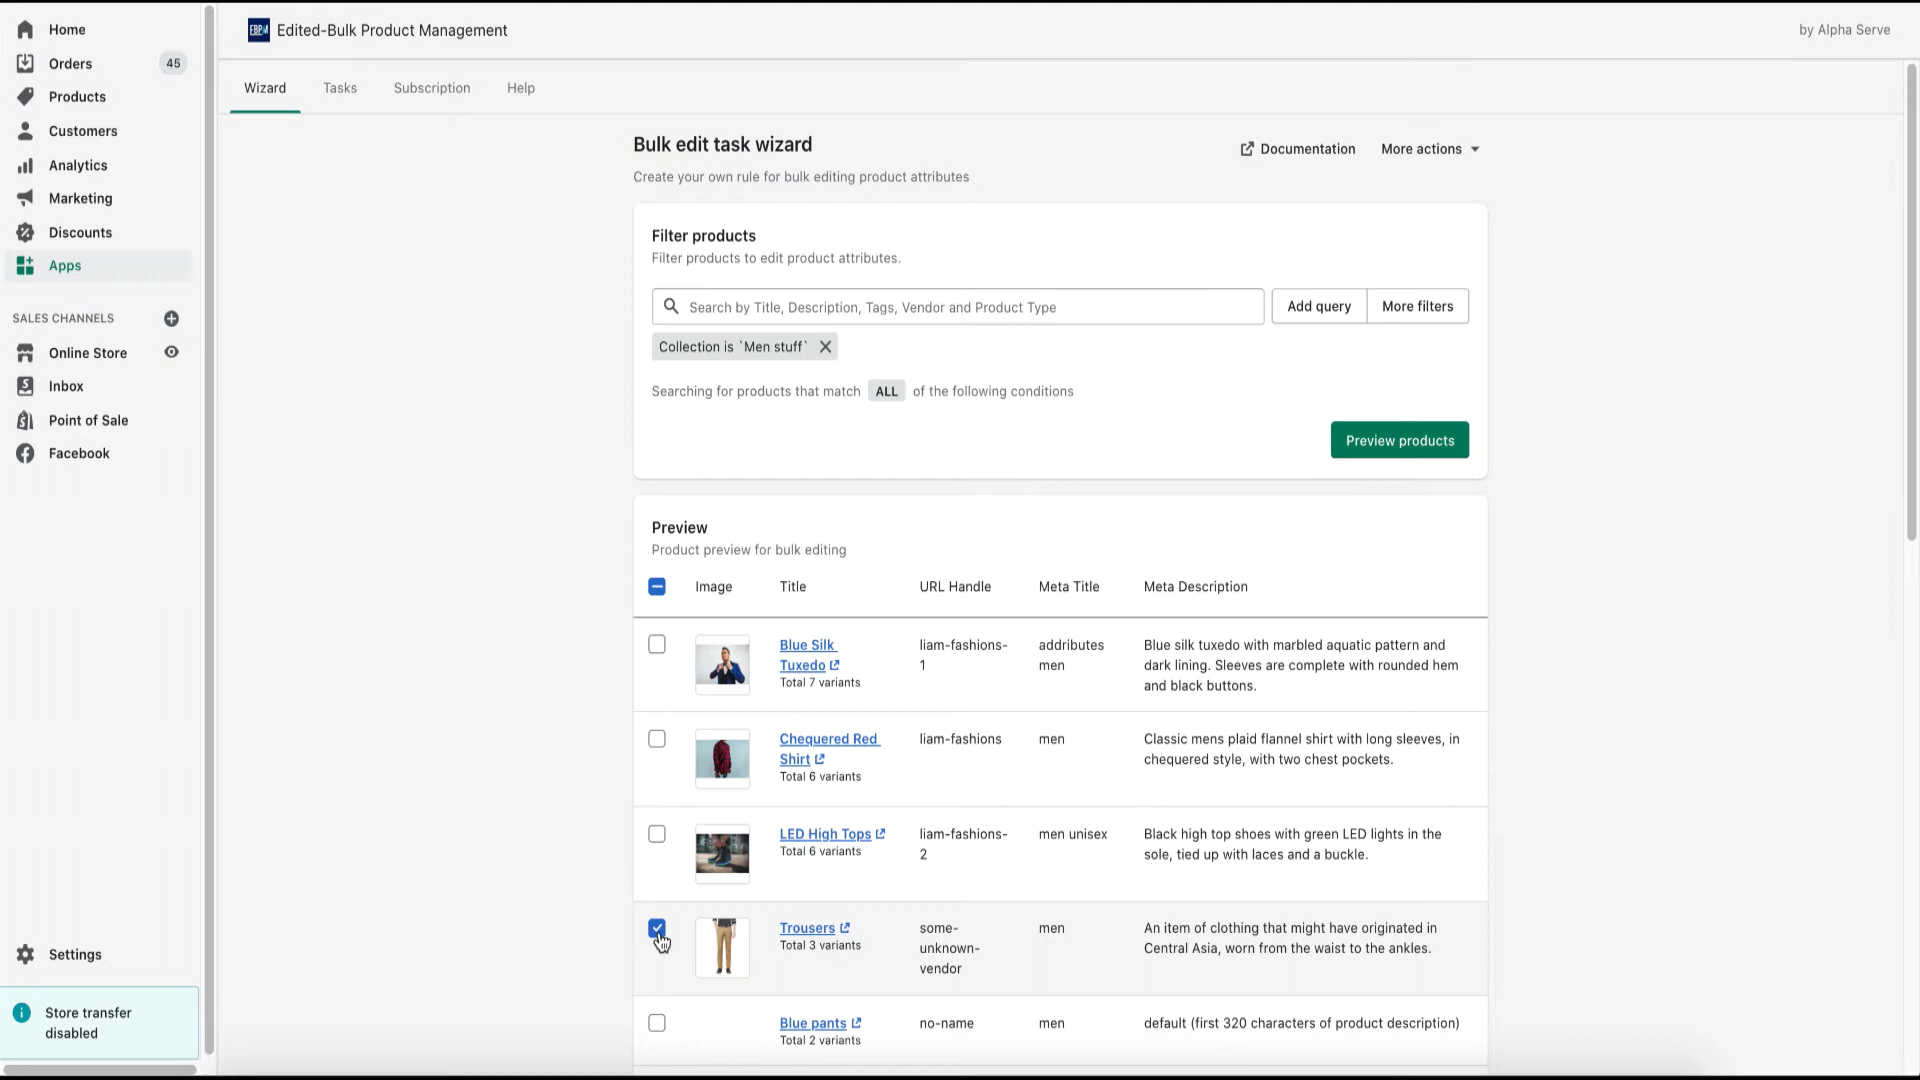 Home
Orders 45
Products
Customers
Analytics
Marketing
Discounts
Apps
SALES CHANNELS
Online Store
Inbox
Point of Sale
Facebook
Settings
Store transfer
disabled
EBPM Edited-Bulk Product Management
by Alpha Serve
Wizard Tasks Subscription Help
Bulk edit task wizard
Documentation More actions
Create your own rule for bulk editing product attributes
Filter products
Filter products to edit product attributes.
Search by Title, Description, Tags, Vendor and Product Type
Add query More filters
Collection is `Men stuff`
Searching for products that match ALL of the following conditions
Preview products
Preview
Product preview for bulk editing
Image Title URL Handle Meta Title Meta Description
Blue Silk
Tuxedo
Total 7 variants
liam-fashions-
1
addributes
men
Blue silk tuxedo with marbled aquatic pattern and
dark lining. Sleeves are complete with rounded hem
and black buttons.
Chequered Red
Shirt
Total 6 variants
liam-fashions
men
Classic mens plaid flannel shirt with long sleeves, in
chequered style, with two chest pockets.
LED High Tops
Total 6 variants
liam-fashions-
2
men unisex
Black high top shoes with green LED lights in the
sole, tied up with laces and a buckle.
Trousers
Total 3 variants
some-
unknown-
vendor
men
An item of clothing that might have originated in
Central Asia, worn from the waist to the ankles.
Blue pants
Total 2 variants
no-name
men
default (first 320 characters of product description)